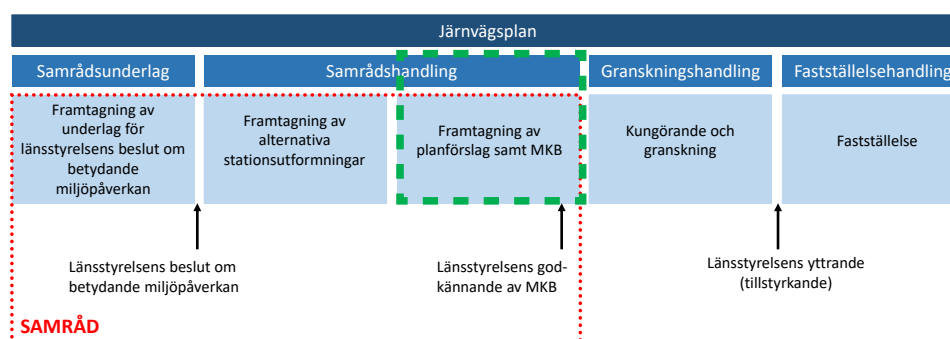 Järnvägsplan
Samrådsunderlag
Samrådshandling
Granskningshandling
Fastställelsehandling
Framtagning av
underlag för
länsstyrelsens beslut om
betydande
miljöpåverkan
Framtagning av
alternativa
stationsutformningar
Framtagning av
planförslag samt MKB
Kungörande och
granskning
Fastställelse
Länsstyrelsens beslut om
betydande miljöpåverkan
Länsstyrelsens god-
kännande av MKB
Länsstyrelsens yttrande
(tillstyrkande)
SAMRÅD